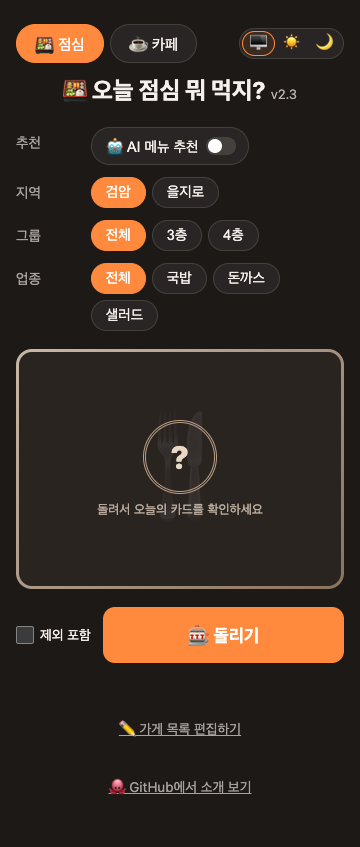 🍱 점심 ☕ 카페 🖥️ ☀️ 🌙
🍱 오늘 점심 뭐 먹지? v2.3
추천 🤖 AI 메뉴 추천
지역 검암 을지로
그룹 전체 3층 4층
업종 전체 국밥 돈까스
샐러드
?
돌려서 오늘의 카드를 확인하세요
제외 포함 🎰 돌리기
✏️ 가게 목록 편집하기
🐙 GitHub에서 소개 보기